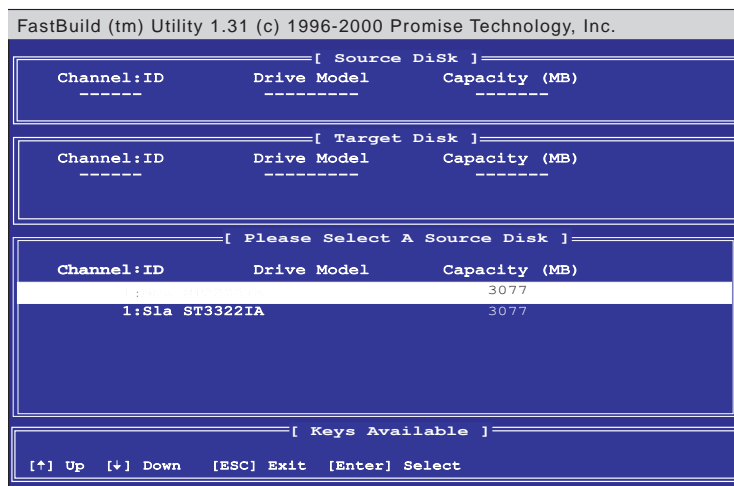 FastBuild (tm) Utility 1.31 (c) 1996-2000 Promise Technology, Inc.
[ Source DiSk ]
Channel:ID Drive Model Capacity (MB)
------ --------- -------
[ Target Disk ]
Channel:ID Drive Model Capacity (MB)
------ --------- -------
[ Please Select A Source Disk ]
Channel:ID Drive Model Capacity (MB)
3077
1:Sla ST3322IA 3077
[ Keys Available ]
[↑] Up [↓] Down [ESC] Exit [Enter] Select